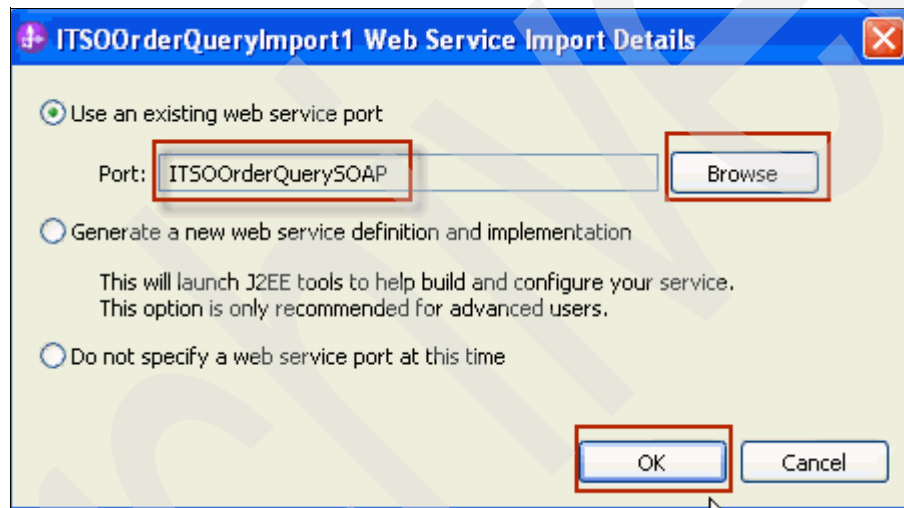 ITSOOrderQueryImport1 Web Service Import Details
Use an existing web service port
Port: ITSOOrderQuerySOAP Browse
Generate a new web service definition and implementation
This will launch J2EE tools to help build and configure your service.
This option is only recommended for advanced users.
Do not specify a web service port at this time
OK Cancel